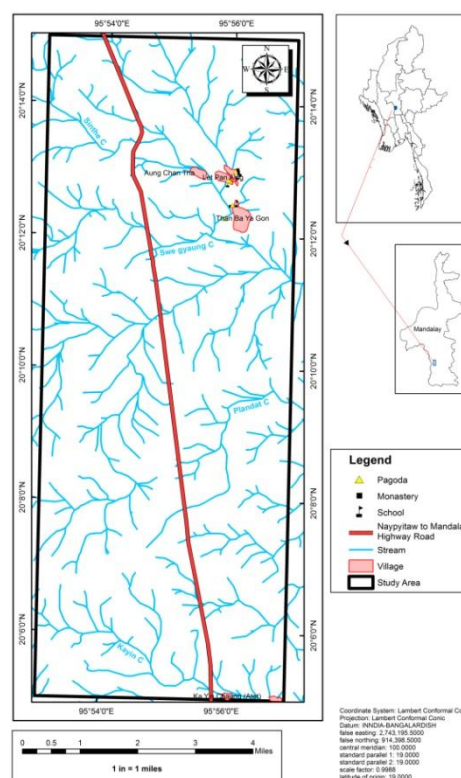 95°54'0"E
95°56'0"E
N
W
E
S
20°14'0"N
20°14'0"N
Sinthe C
Aung Chan Tha
Let Pan
Than Ba Ya Gon
20°12'0"N
20°12'0"N
Swe gyaung C
20°10'0"N
20°10'0"N
Plandat C
20°8'0"N
20°8'0"N
20°6'0"N
20°6'0"N
Kayin C
95°54'0"E
95°56'0"E
0 0.5 1 2 3 4
Miles
1 in = 1 miles
Mandalay
Legend
Pagoda
Monastery
School
Naypyitaw to Mandala
Highway Road
Stream
Village
Study Area
Coordinate System: Lambert Conformal Co
Projection: Lambert Conformal Conic
Datum: INNDIA-BANGALARDISH
false easting: 2,743,195.5000
false northing: 914,398.5000
central meridian: 100.0000
standard parallel 1: 19.0000
standard parallel 2: 19.0000
scale factor: 0.9988
latitude of origin: 19.0000